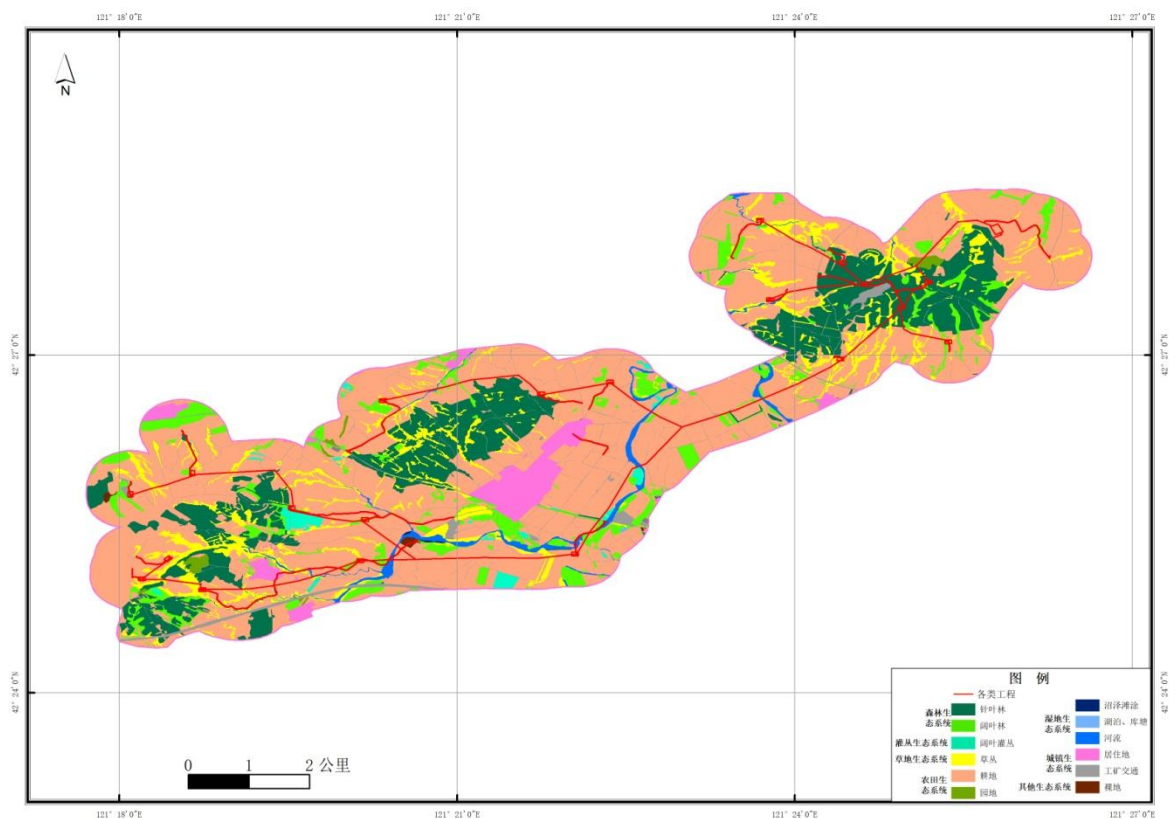 121° 18′ 0″E 121° 21′ 0″E 121° 24′ 0″E 121° 27′ 0″E
N
42° 27′ 0″N 42° 27′ 0″N
42° 24′ 0″N 42° 24′ 0″N
0 1 2 公里
图 例
各类工程
森林生态系统
针叶林
阔叶林
灌丛生态系统 阔叶灌丛
草地生态系统 草丛
农田生态系统
耕地
园地
湿地生态系统
沼泽滩涂
湖泊、库塘
河流
城镇生态系统
居住地
工矿交通
其他生态系统 裸地
121° 18′ 0″E 121° 21′ 0″E 121° 24′ 0″E 121° 27′ 0″E